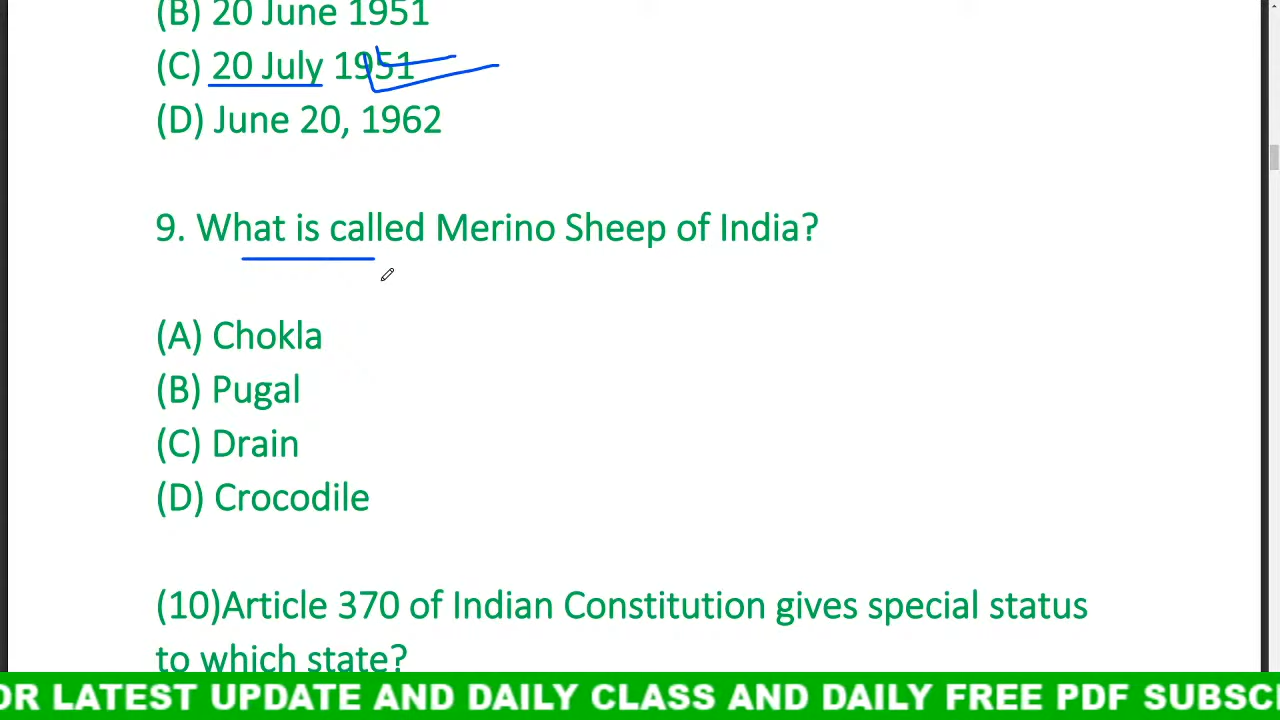 (B) 20 June 1951
(C) 20 July 1951
(D) June 20, 1962
9. What is called Merino Sheep of India?
(A) Chokla
(B) Pugal
(C) Drain
(D) Crocodile
(10)Article 370 of Indian Constitution gives special status
to which state?
OR LATEST UPDATE AND DAILY CLASS AND DAILY FREE PDF SUBSC